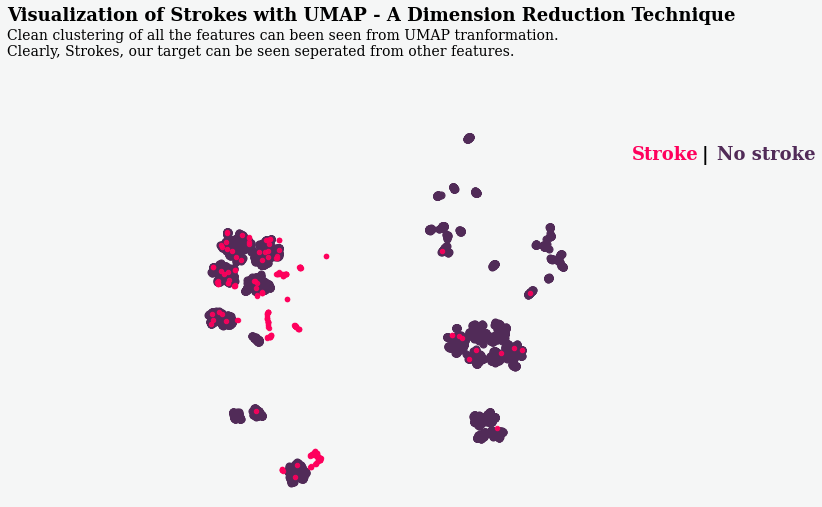 Visualization of Strokes with UMAP - A Dimension Reduction Technique
Clean clustering of all the features can been seen from UMAP tranformation.
Clearly, Strokes, our target can be seen seperated from other features.
Stroke | No stroke